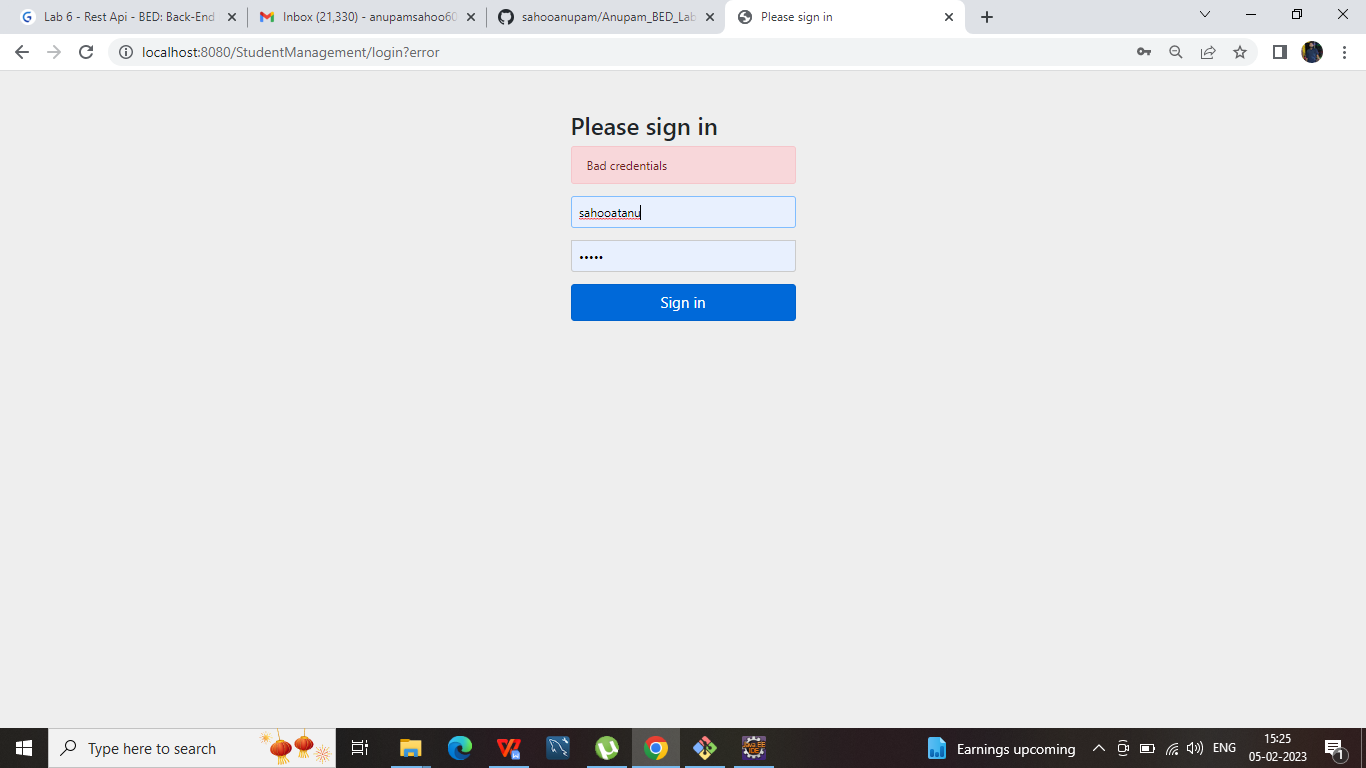 Lab 6 - Rest Api - BED: Back-End
Inbox (21,330) - anupamsahoo60
sahooanupam/Anupam_BED_Lab
Please sign in
localhost:8080/StudentManagement/login?error
Please sign in
Bad credentials
sahooatanu
•••••
Sign in
Type here to search
Earnings upcoming
ENG
15:25
05-02-2023
1